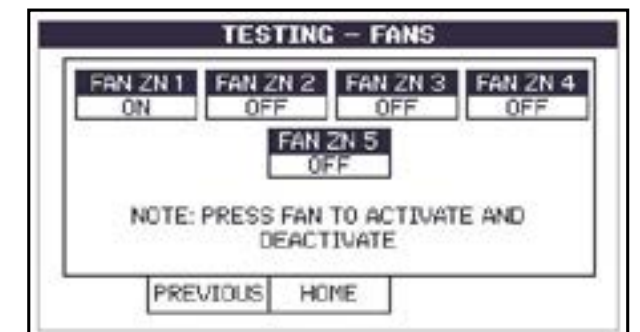 TESTING - FANS
FAN ZN 1 FAN ZN 2 FAN ZN 3 FAN ZN 4
ON OFF OFF OFF
FAN ZN 5
OFF
NOTE: PRESS FAN TO ACTIVATE AND
DEACTIVATE
PREVIOUS HOME